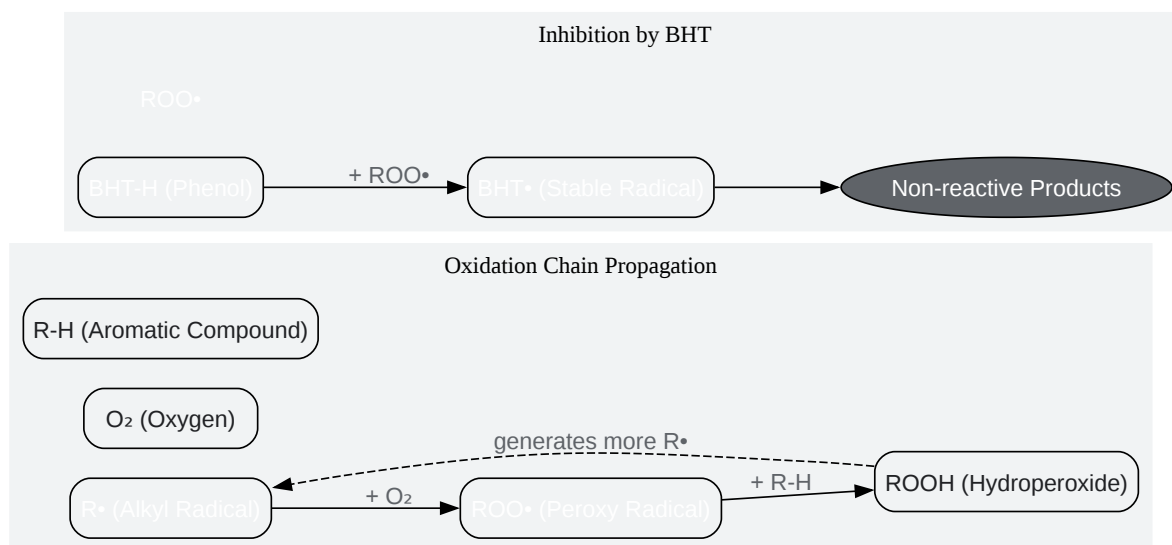 Inhibition by BHT
ROO•
BHT-H (Phenol)
+ ROO•
BHT• (Stable Radical)
Non-reactive Products
Oxidation Chain Propagation
R-H (Aromatic Compound)
O₂ (Oxygen)
generates more R•
R• (Alkyl Radical)
+ O₂
ROO• (Peroxy Radical)
+ R-H
ROOH (Hydroperoxide)